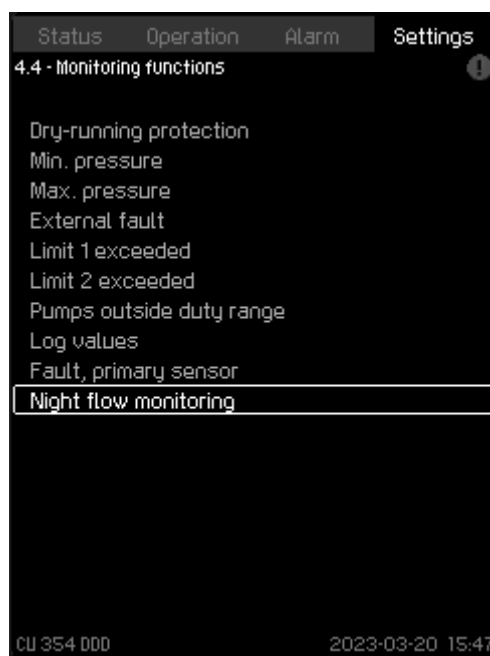 Status Operation Alarm Settings
4.4 - Monitoring functions
Dry-running protection
Min. pressure
Max. pressure
External fault
Limit 1 exceeded
Limit 2 exceeded
Pumps outside duty range
Log values
Fault, primary sensor
Night flow monitoring
CU 354 DDD 2023-03-20 15:47